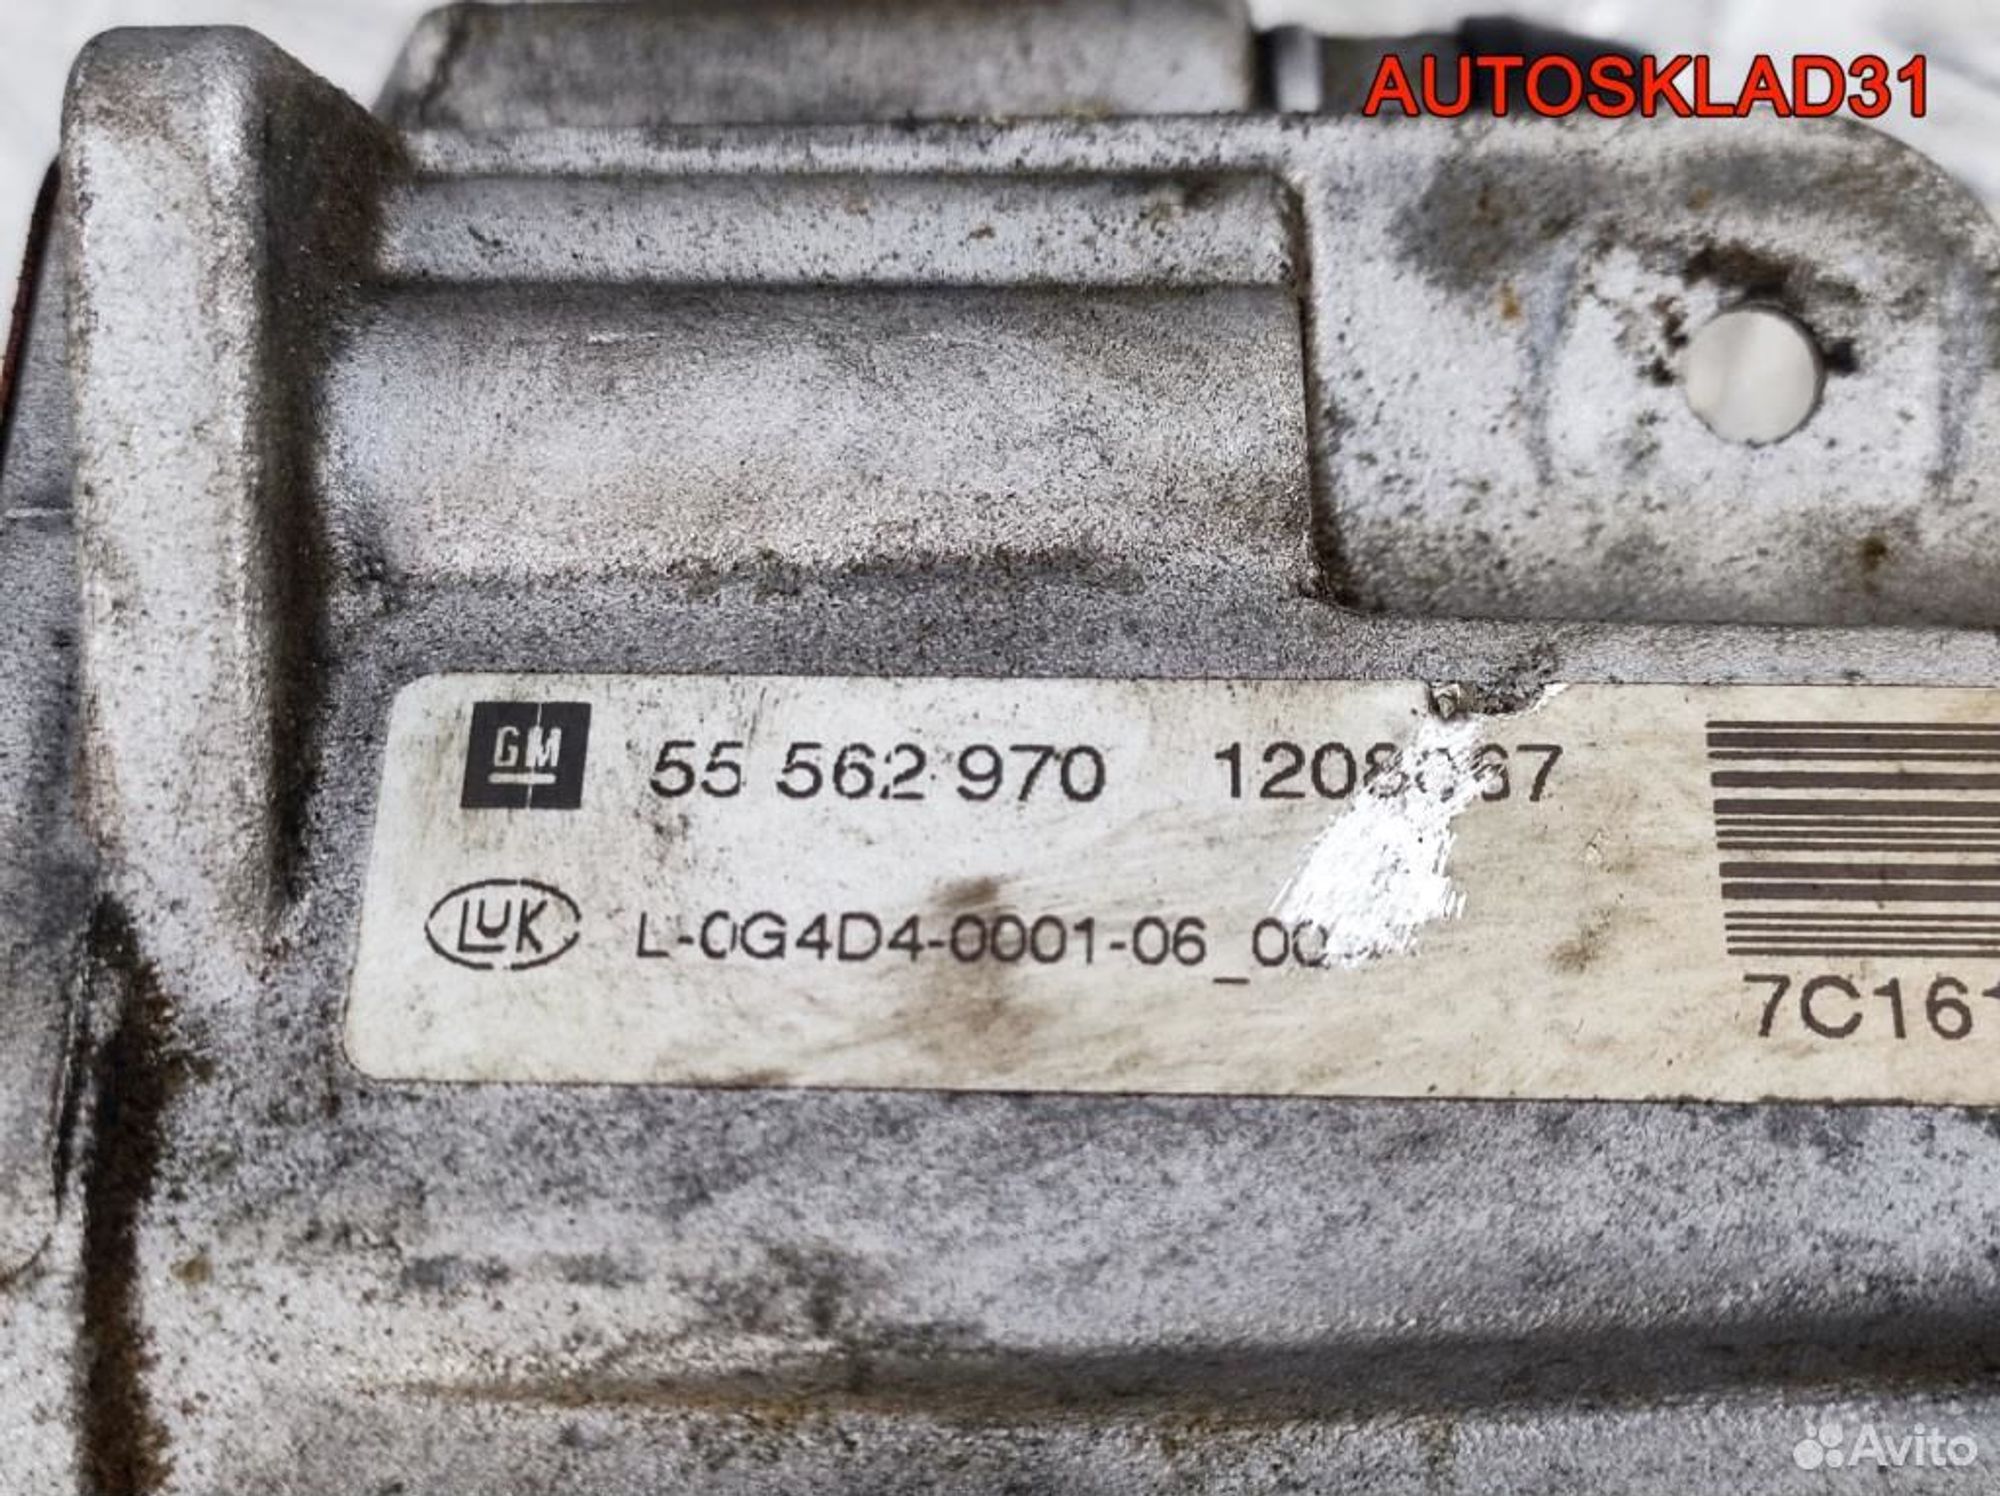 AUTOSKLAD31
GM 55 562 970
LUK L-0G4D4-0001-06_00
7C161
Avito